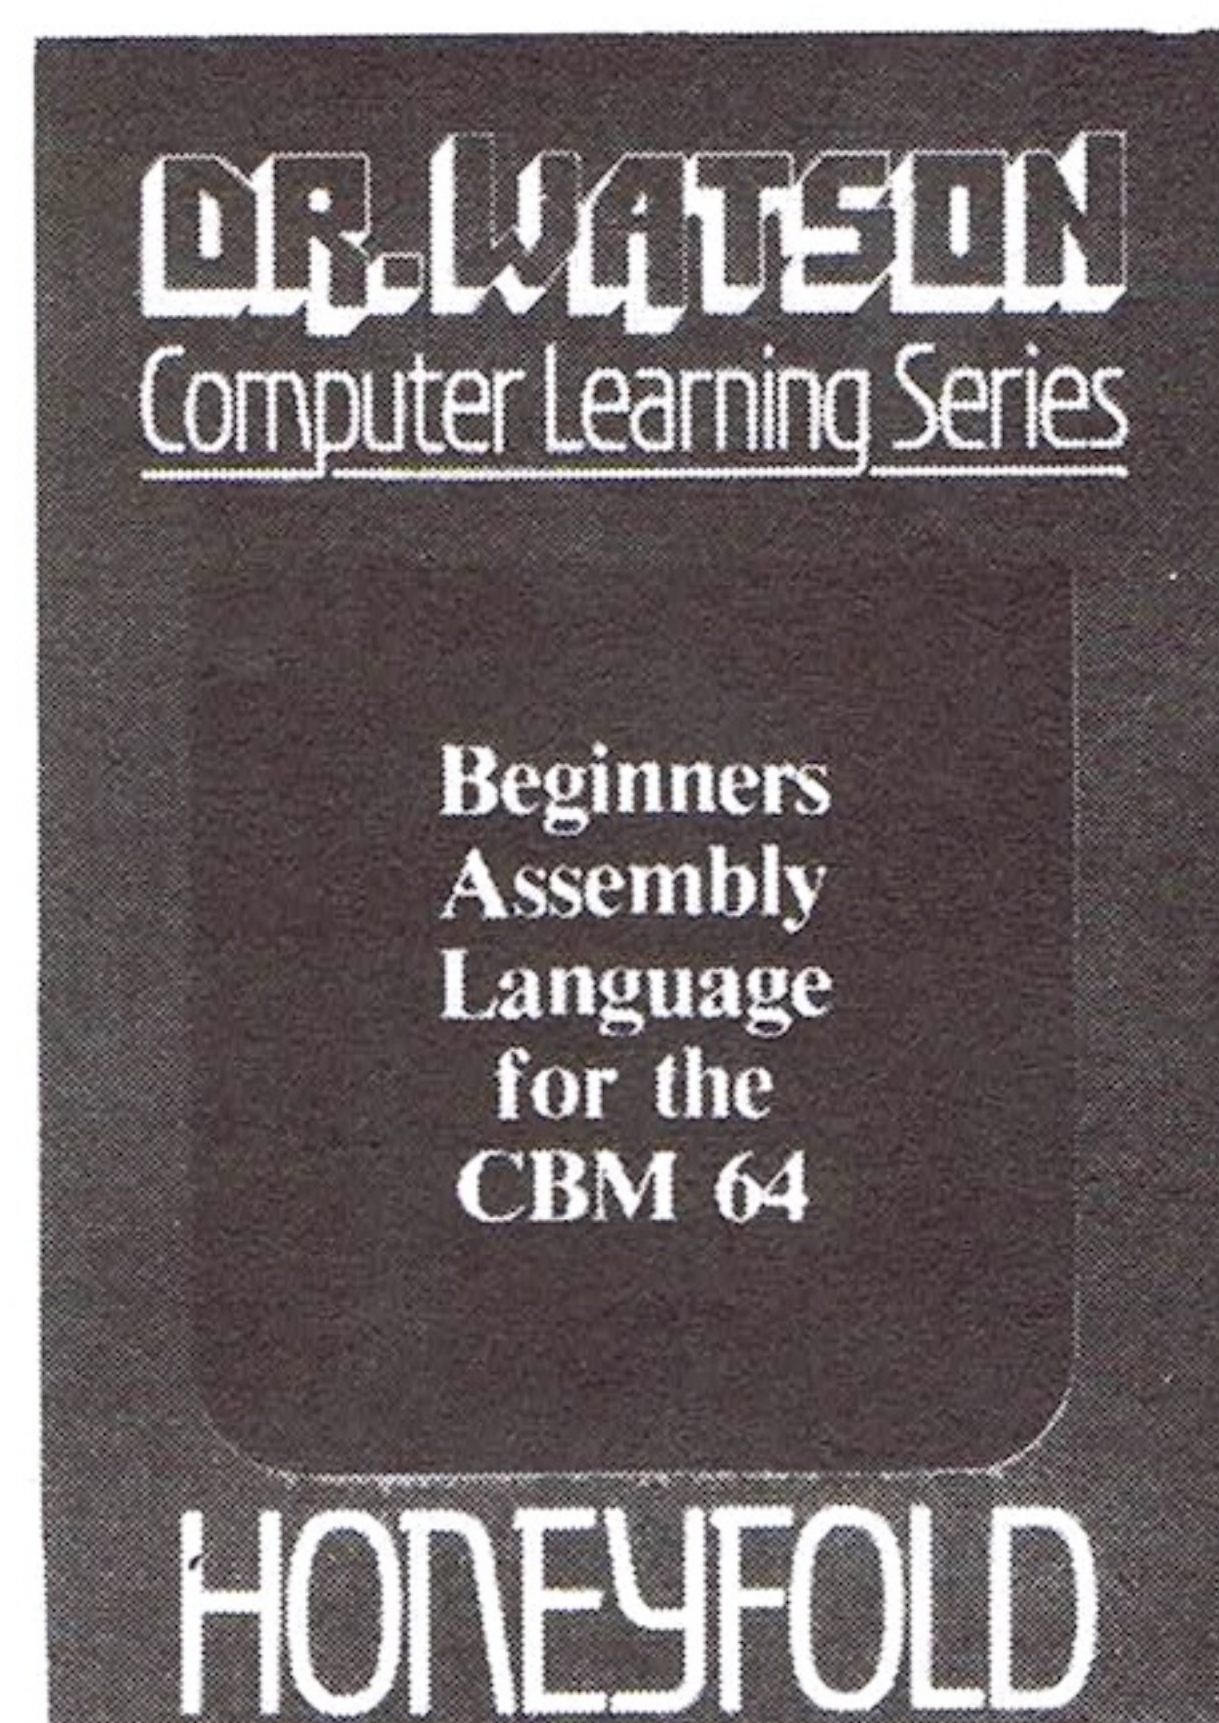 DR. WATSON
Computer Learning Series
Beginners
Assembly
Language
for the
CBM 64
HONEYFOLD